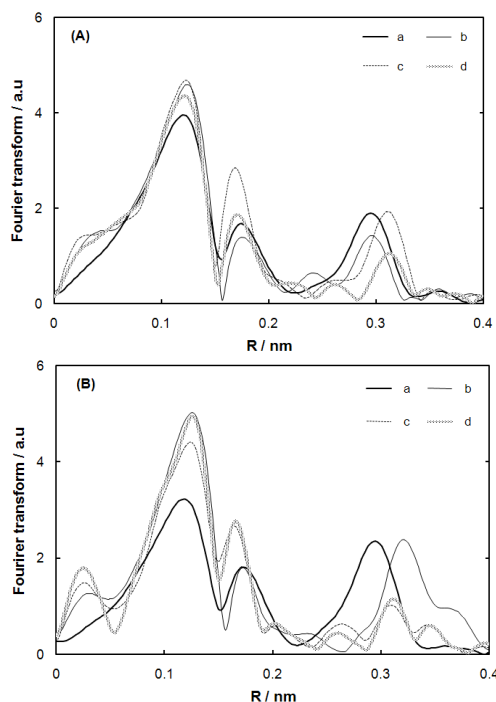 (A)
a
b
c
d
6
4
2
0
Fourier transform / a.u
0
0.1
0.2
0.3
0.4
R / nm
(B)
a
b
c
d
6
4
2
0
Fourirer transform / a.u
0
0.1
0.2
0.3
0.4
R / nm